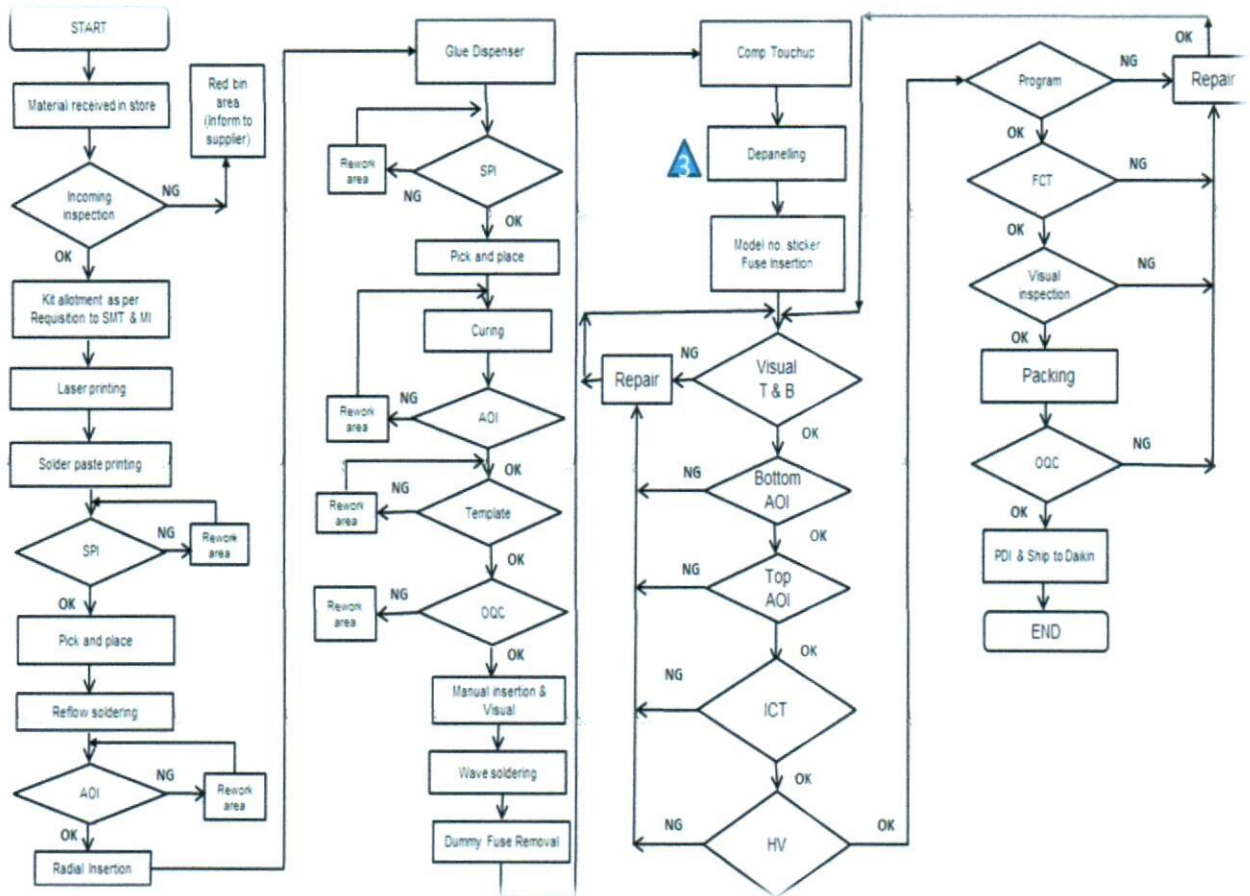 START
Material received in store
Red bin
area
(Inform to
supplier)
Incoming
inspection
NG
OK
Kit allotment as per
Requisition to SMT & MI
Laser printing
Solder paste printing
SPI
NG
Rework
area
OK
Pick and place
Reflow soldering
AOI
NG
Rework
area
OK
Radial Insertion
Glue Dispenser
Rework
area
SPI
NG
OK
Pick and place
Curing
Rework
area
NG
AOI
OK
Rework
area
NG
Template
OK
Rework
area
NG
OQC
OK
Manual insertion &
Visual
Wave soldering
Dummy Fuse Removal
Comp Touchup
3
Depanelling
Model no. sticker
Fuse Insertion
Repair
NG
Visual
T & B
OK
NG
Bottom
AOI
OK
NG
Top
AOI
OK
NG
ICT
OK
NG
HV
OK
Program
NG
OK
Repair
OK
FCT
NG
OK
Visual
inspection
NG
OK
Packing
OQC
NG
OK
PDI & Ship to Daikin
END